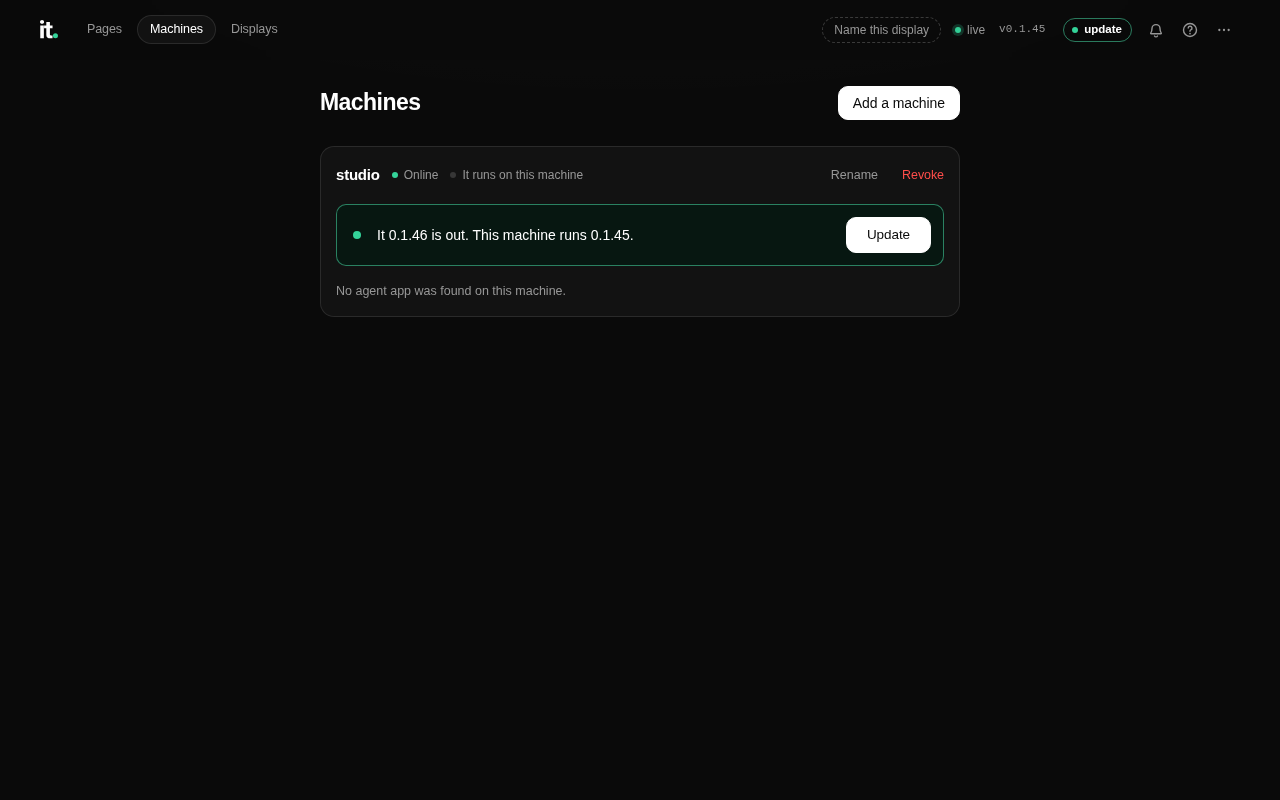 it.
Pages
Machines
Displays
Name this display
live
v0.1.45
update
Machines
Add a machine
studio
Online
It runs on this machine
Rename
Revoke
It 0.1.46 is out. This machine runs 0.1.45.
Update
No agent app was found on this machine.